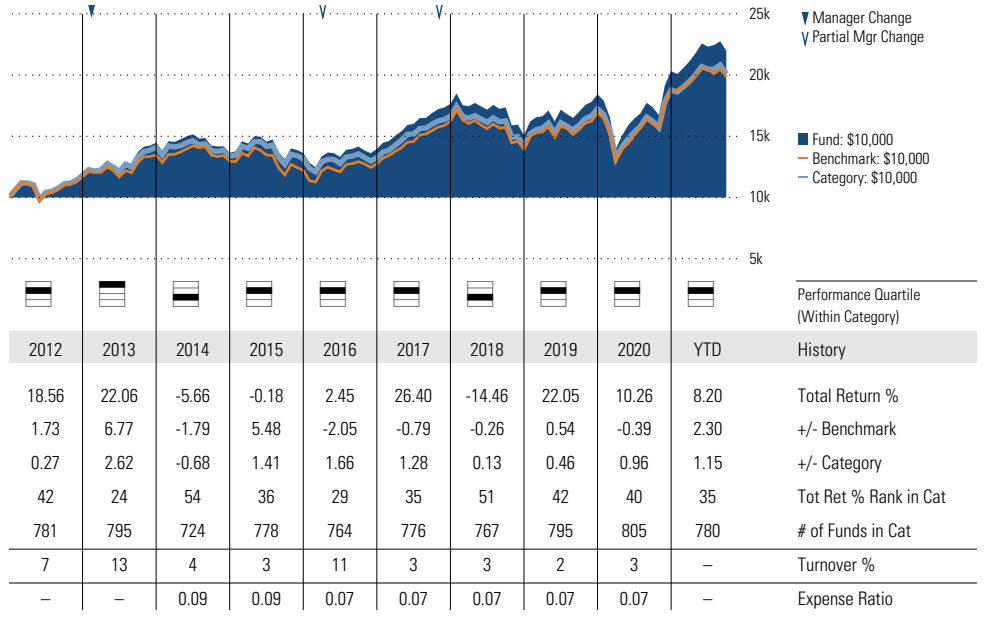 25k
20k
15k
10k
5k
Manager Change
Partial Mgr Change
Fund: $10,000
Benchmark: $10,000
Category: $10,000
Performance Quartile
(Within Category)
2012 2013 2014 2015 2016 2017 2018 2019 2020 YTD History
18.56 22.06 -5.66 -0.18 2.45 26.40 -14.46 22.05 10.26 8.20 Total Return %
1.73 6.77 -1.79 5.48 -2.05 -0.79 -0.26 0.54 -0.39 2.30 +/- Benchmark
0.27 2.62 -0.68 1.41 1.66 1.28 0.13 0.46 0.96 1.15 +/- Category
42 24 54 36 29 35 51 42 40 35 Tot Ret % Rank in Cat
781 795 724 778 764 776 767 795 805 780 # of Funds in Cat
7 13 4 3 11 3 3 2 3 – Turnover %
– – 0.09 0.09 0.07 0.07 0.07 0.07 0.07 – Expense Ratio